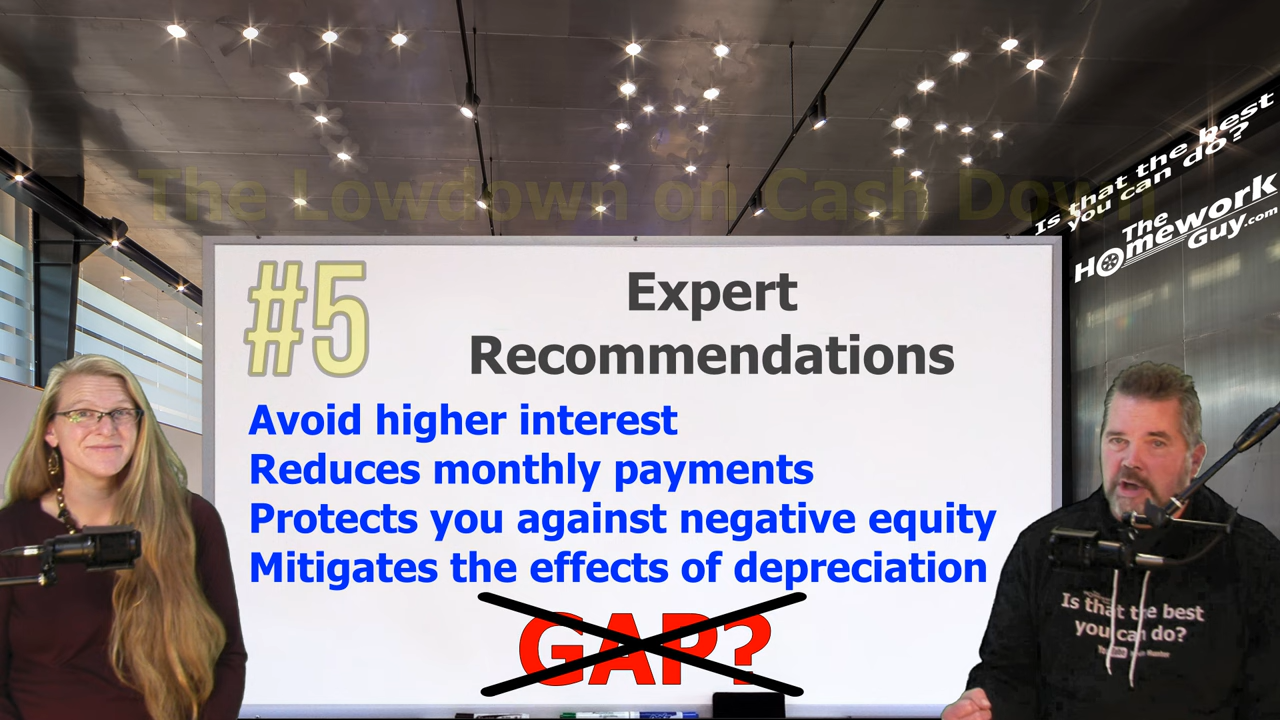 The Lowdown on Cash Down
Is that the best
you can do?
The
Homework
Guy.com
#5
Expert
Recommendations
Avoid higher interest
Reduces monthly payments
Protects you against negative equity
Mitigates the effects of depreciation
GAP?
Is that the best
you can do?